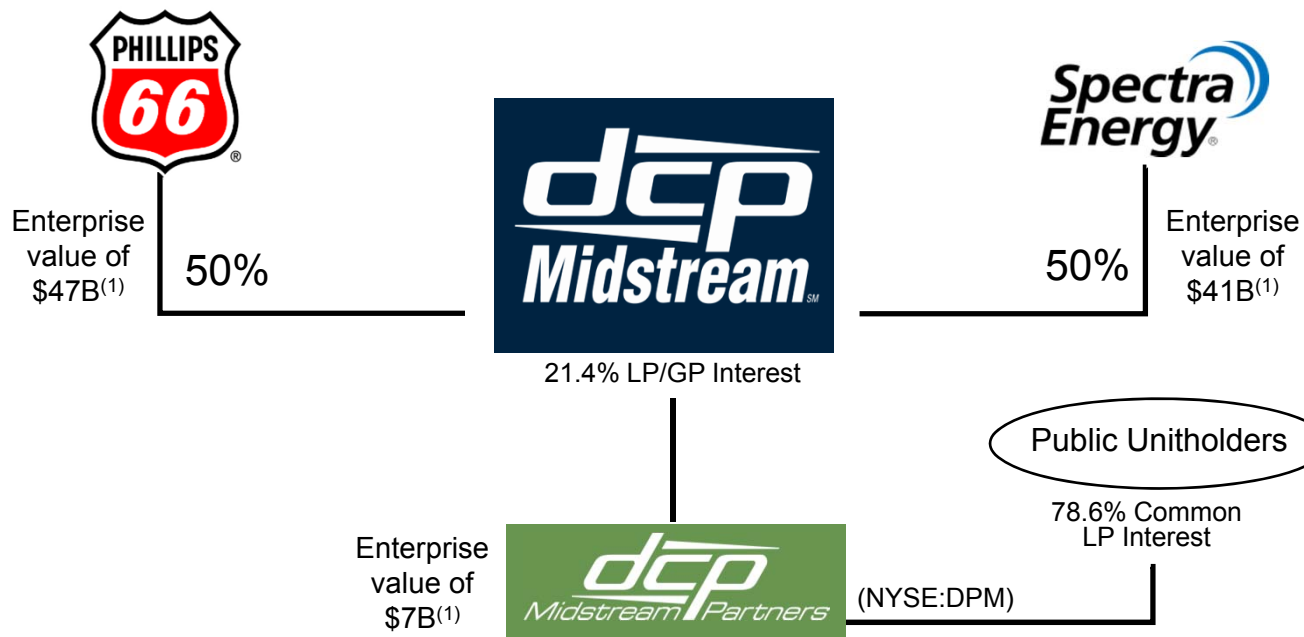 PHILLIPS
66
®
Enterprise
value of
$47B(1)
50%
dcp
Midstream SM
21.4% LP/GP Interest
Spectra
Energy®
50%
Enterprise
value of
$41B(1)
Public Unitholders
78.6% Common
LP Interest
Enterprise
value of
$7B(1)
dcp
Midstream Partners
(NYSE:DPM)